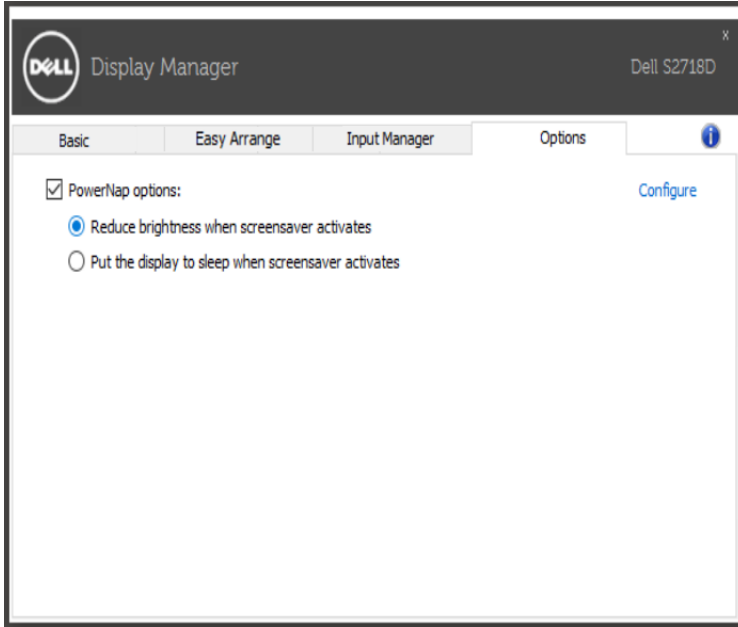 x
DELL Display Manager Dell S2718D
Basic Easy Arrange Input Manager Options i
PowerNap options: Configure
Reduce brightness when screensaver activates
Put the display to sleep when screensaver activates